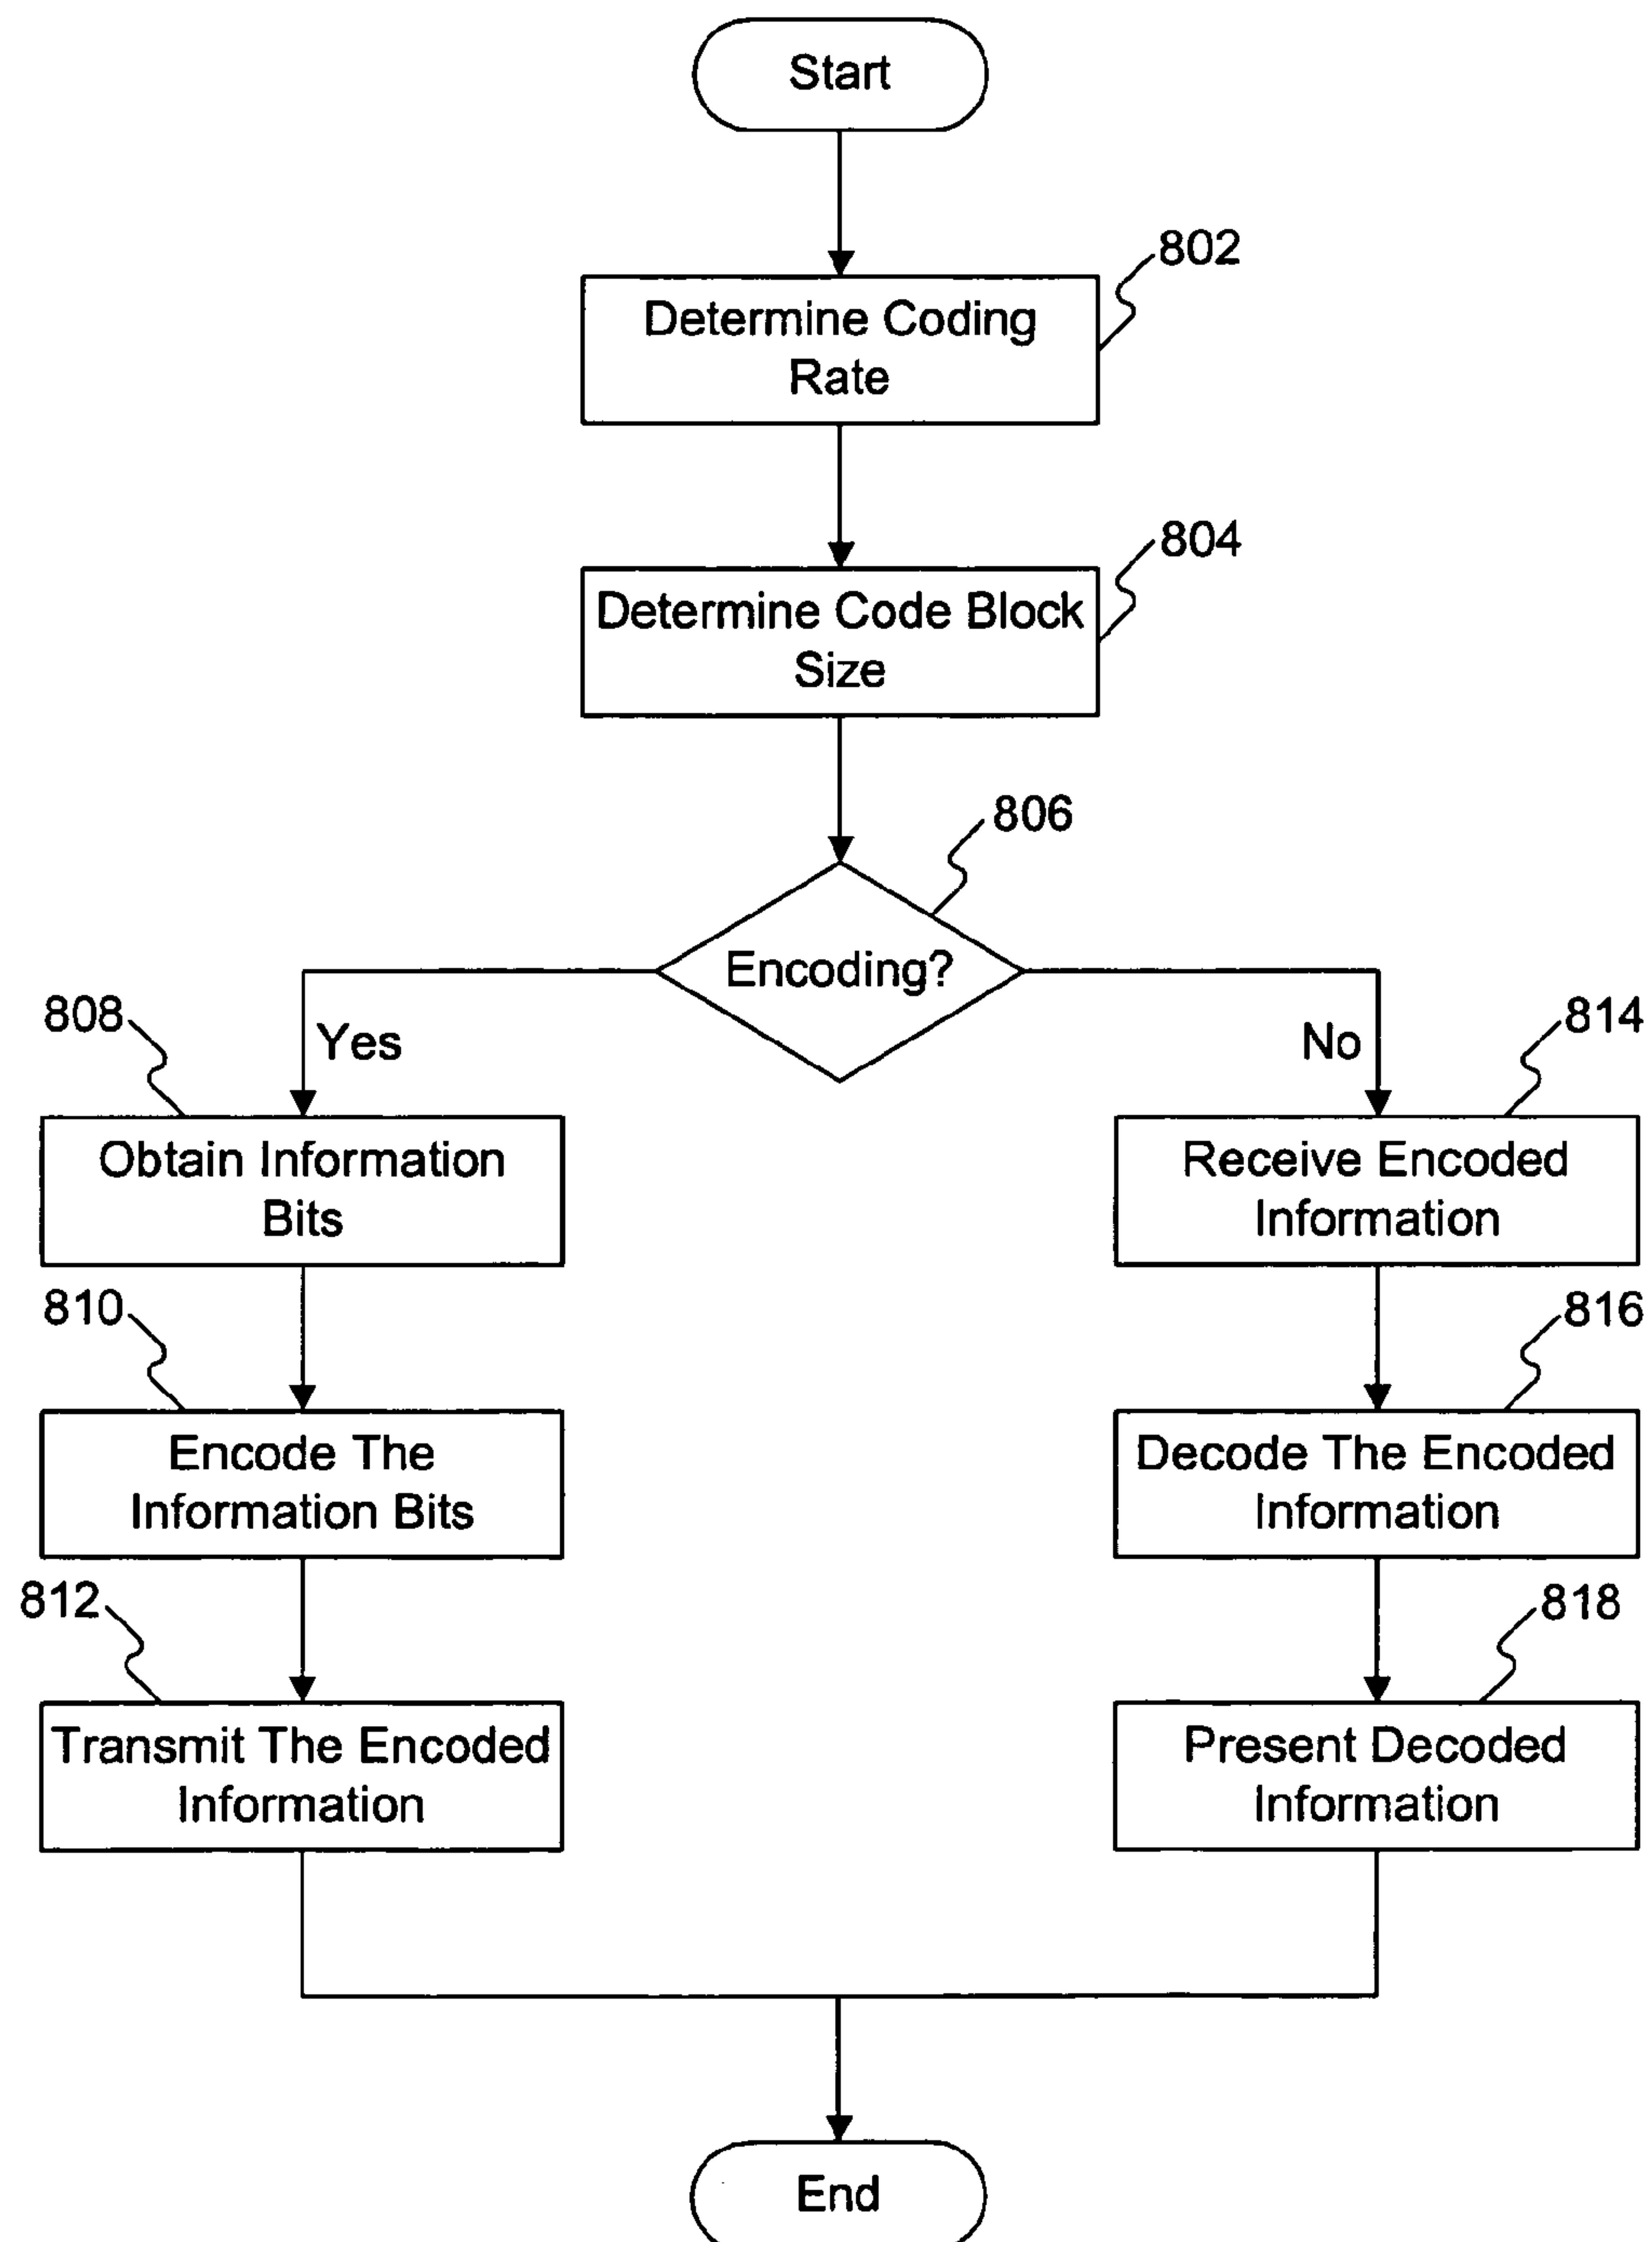 Start
802
Determine Coding
Rate
804
Determine Code Block
Size
806
Encoding?
Yes
No
808
Obtain Information
Bits
814
Receive Encoded
Information
810
Encode The
Information Bits
816
Decode The Encoded
Information
812
Transmit The Encoded
Information
818
Present Decoded
Information
End